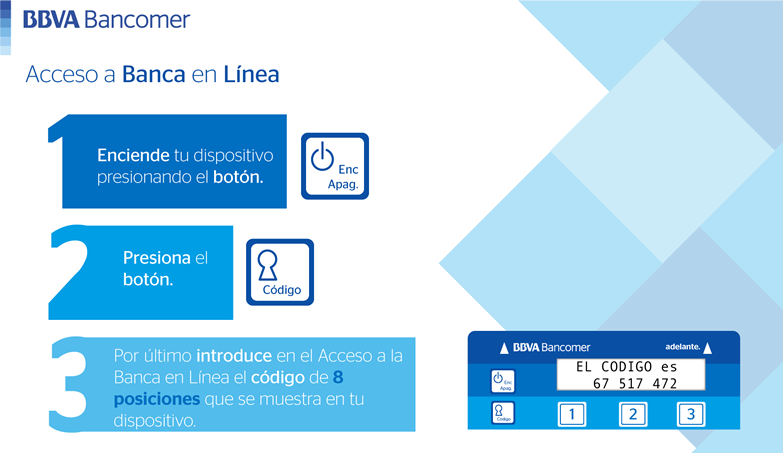 BBVA Bancomer
Acceso a Banca en Línea
1
Enciende tu dispositivo
presionando el botón.
Enc
Apag.
2
Presiona el
botón.
Código
3
Por último introduce en el Acceso a la
Banca en Línea el código de 8
posiciones que se muestra en tu
dispositivo.
BBVA Bancomer
adelante.
EL CODIGO es
67 517 472
Enc
Apag.
Código
1
2
3